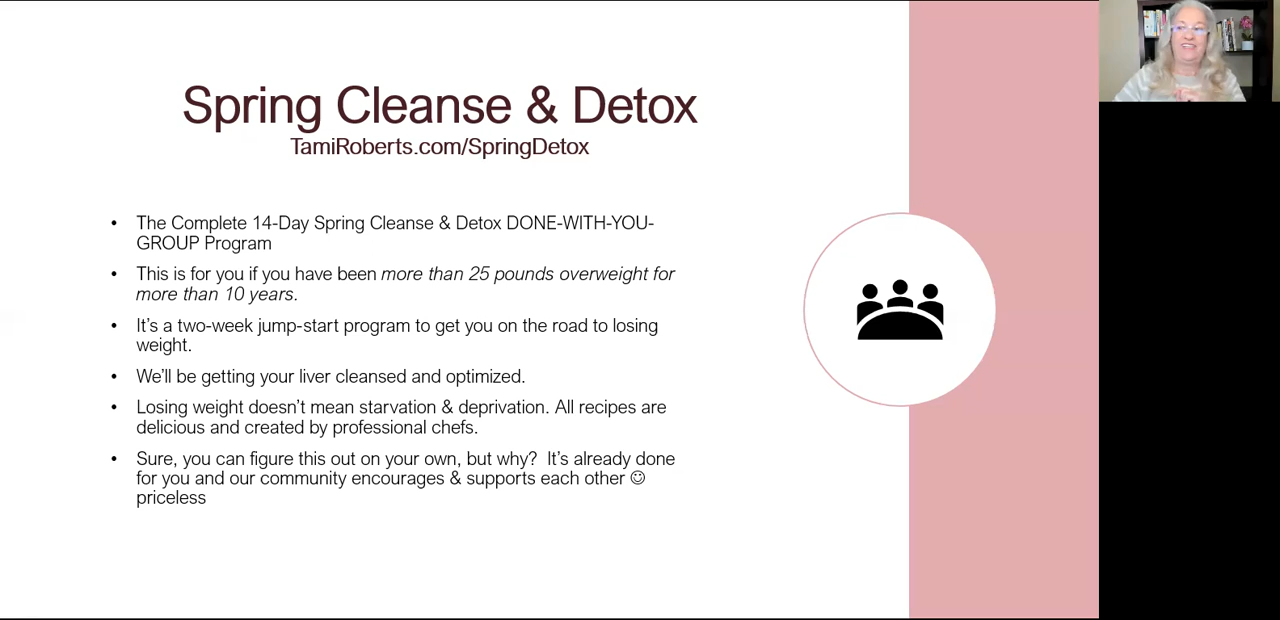 Spring Cleanse & Detox
TamiRoberts.com/SpringDetox
• The Complete 14-Day Spring Cleanse & Detox DONE-WITH-YOU-
GROUP Program
• This is for you if you have been more than 25 pounds overweight for
more than 10 years.
• It’s a two-week jump-start program to get you on the road to losing
weight.
• We’ll be getting your liver cleansed and optimized.
• Losing weight doesn’t mean starvation & deprivation. All recipes are
delicious and created by professional chefs.
• Sure, you can figure this out on your own, but why?  It’s already done
for you and our community encourages & supports each other ☺
priceless